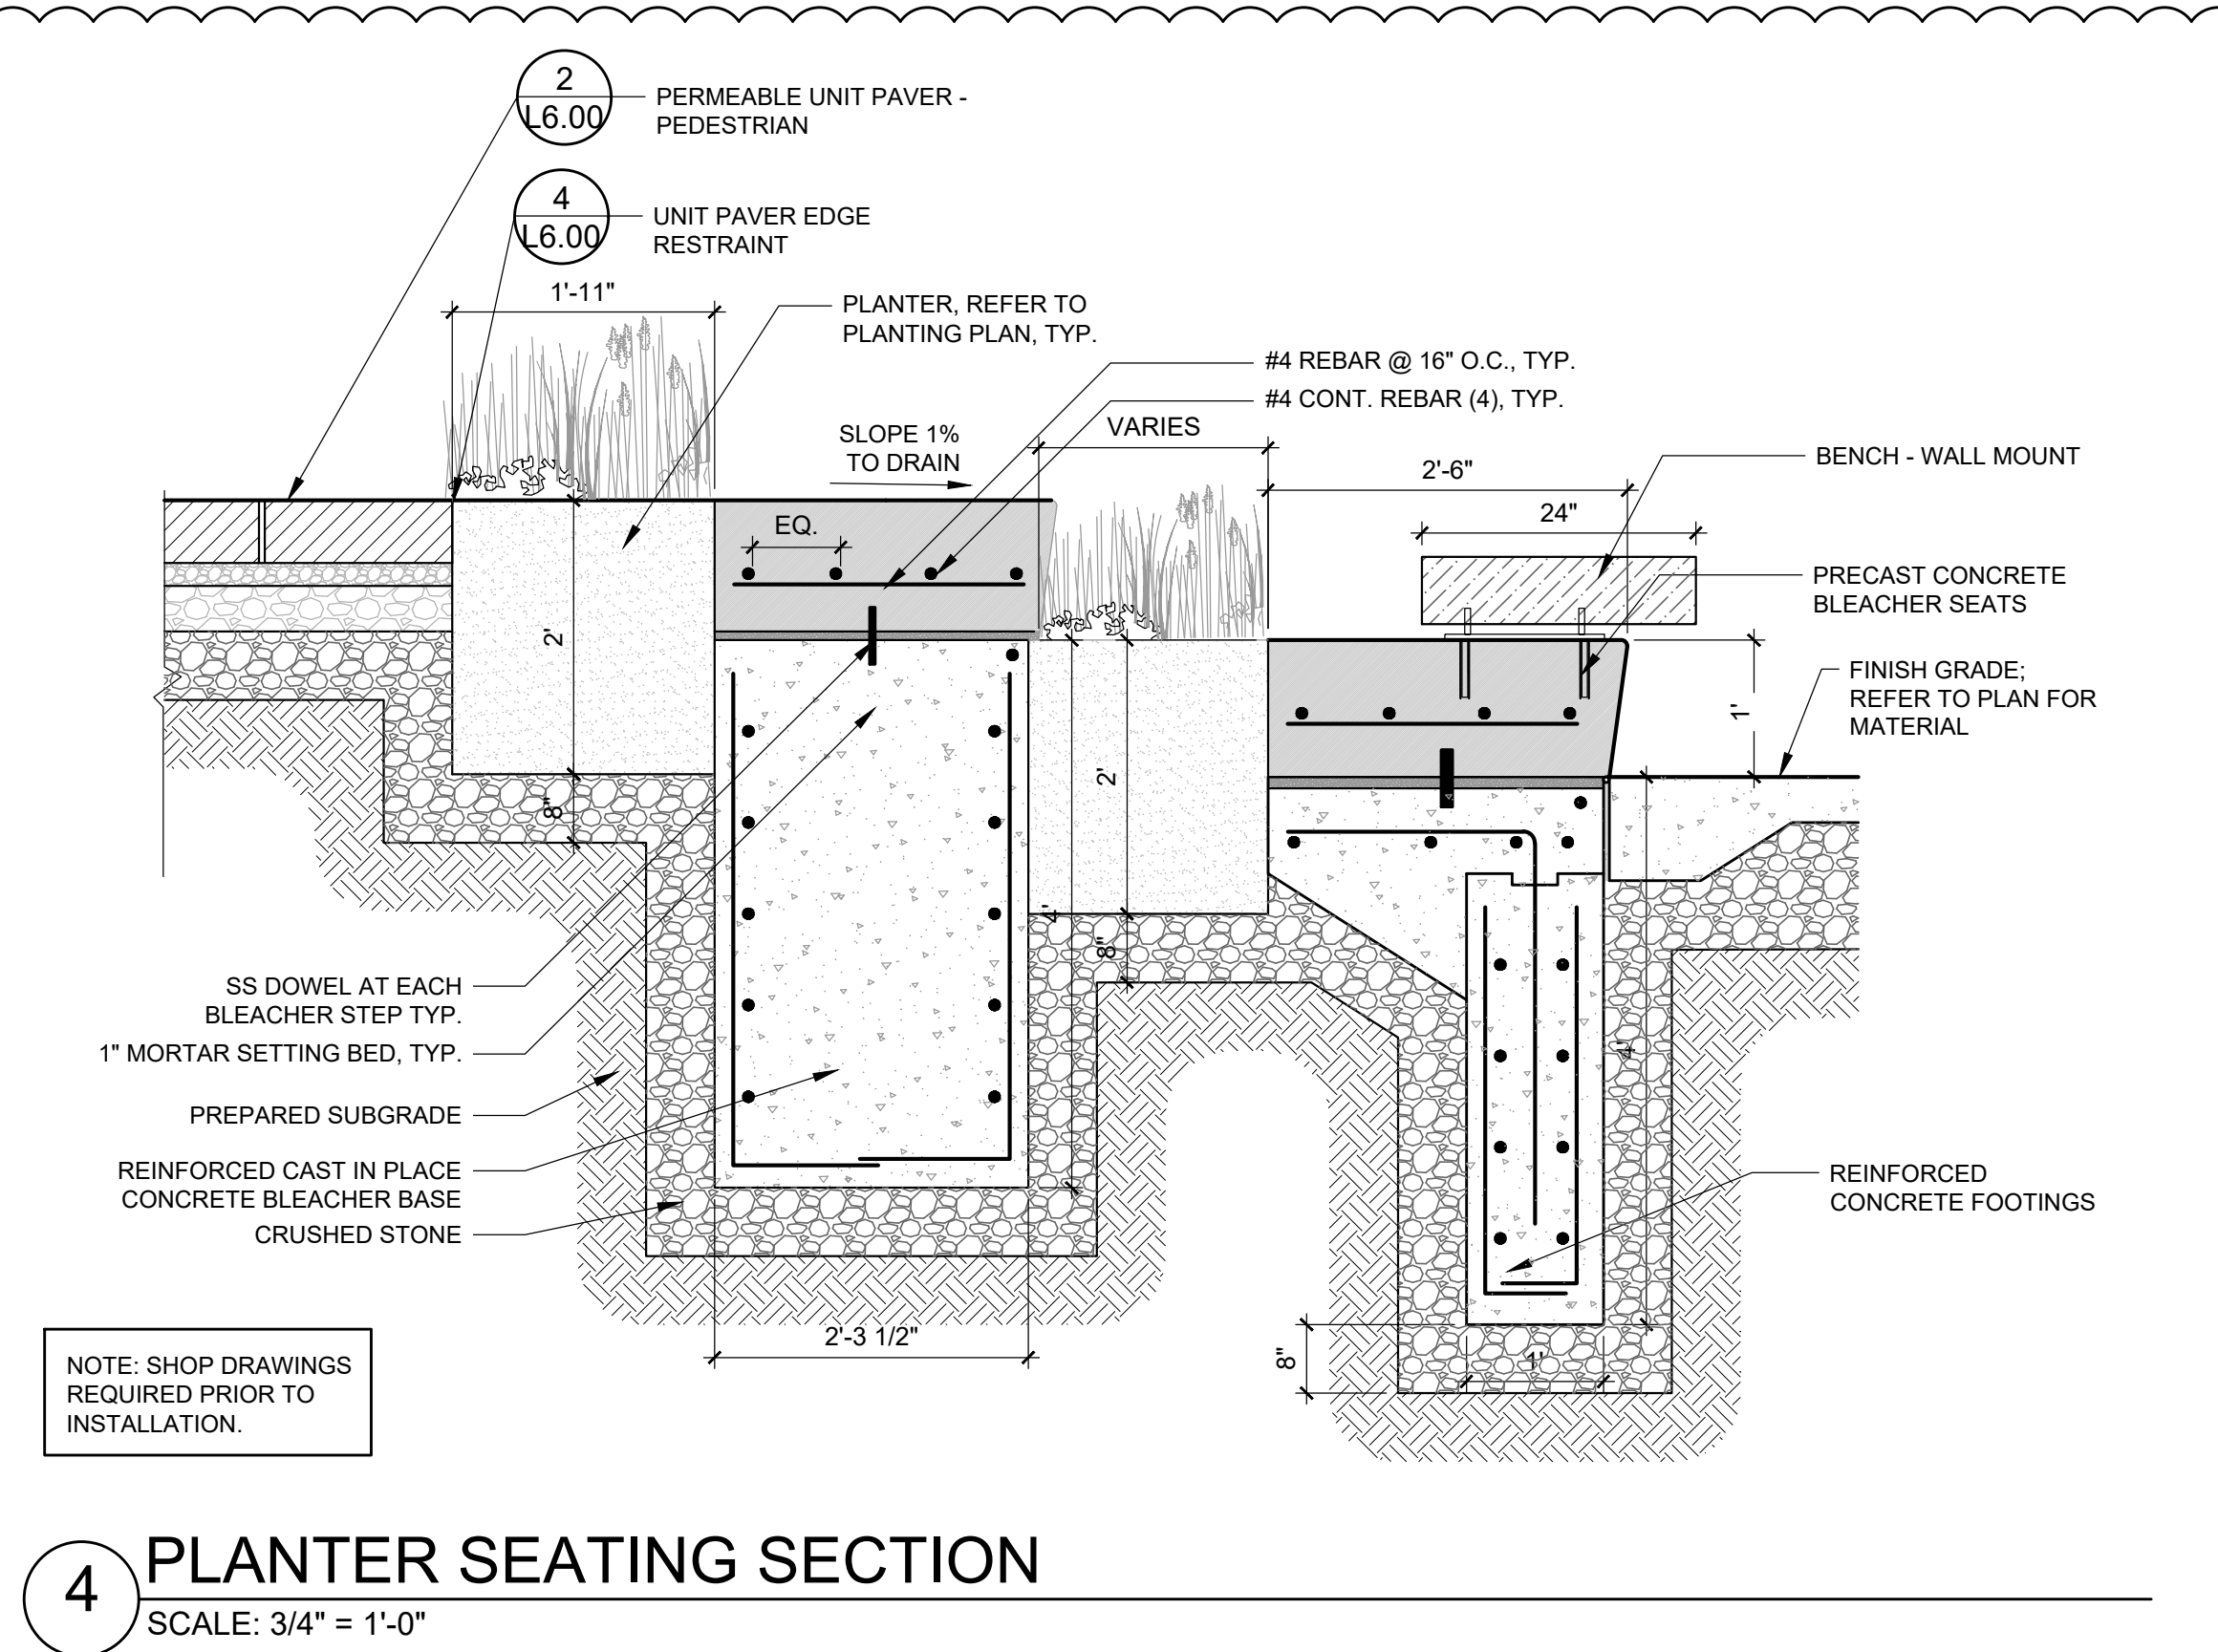 2
L6.00
PERMEABLE UNIT PAVER -
PEDESTRIAN
4
L6.00
UNIT PAVER EDGE
RESTRAINT
1'-11"
PLANTER, REFER TO
PLANTING PLAN, TYP.
#4 REBAR @ 16" O.C., TYP.
#4 CONT. REBAR (4), TYP.
SLOPE 1%
TO DRAIN
VARIES
2'-6"
BENCH - WALL MOUNT
24"
EQ.
PRECAST CONCRETE
BLEACHER SEATS
2'
FINISH GRADE;
REFER TO PLAN FOR
MATERIAL
1'
2'
8"
4'
8"
4'
SS DOWEL AT EACH
BLEACHER STEP TYP.
1" MORTAR SETTING BED, TYP.
PREPARED SUBGRADE
REINFORCED CAST IN PLACE
CONCRETE BLEACHER BASE
CRUSHED STONE
REINFORCED
CONCRETE FOOTINGS
2'-3 1/2"
8"
1'
NOTE: SHOP DRAWINGS
REQUIRED PRIOR TO
INSTALLATION.
4
PLANTER SEATING SECTION
SCALE: 3/4" = 1'-0"